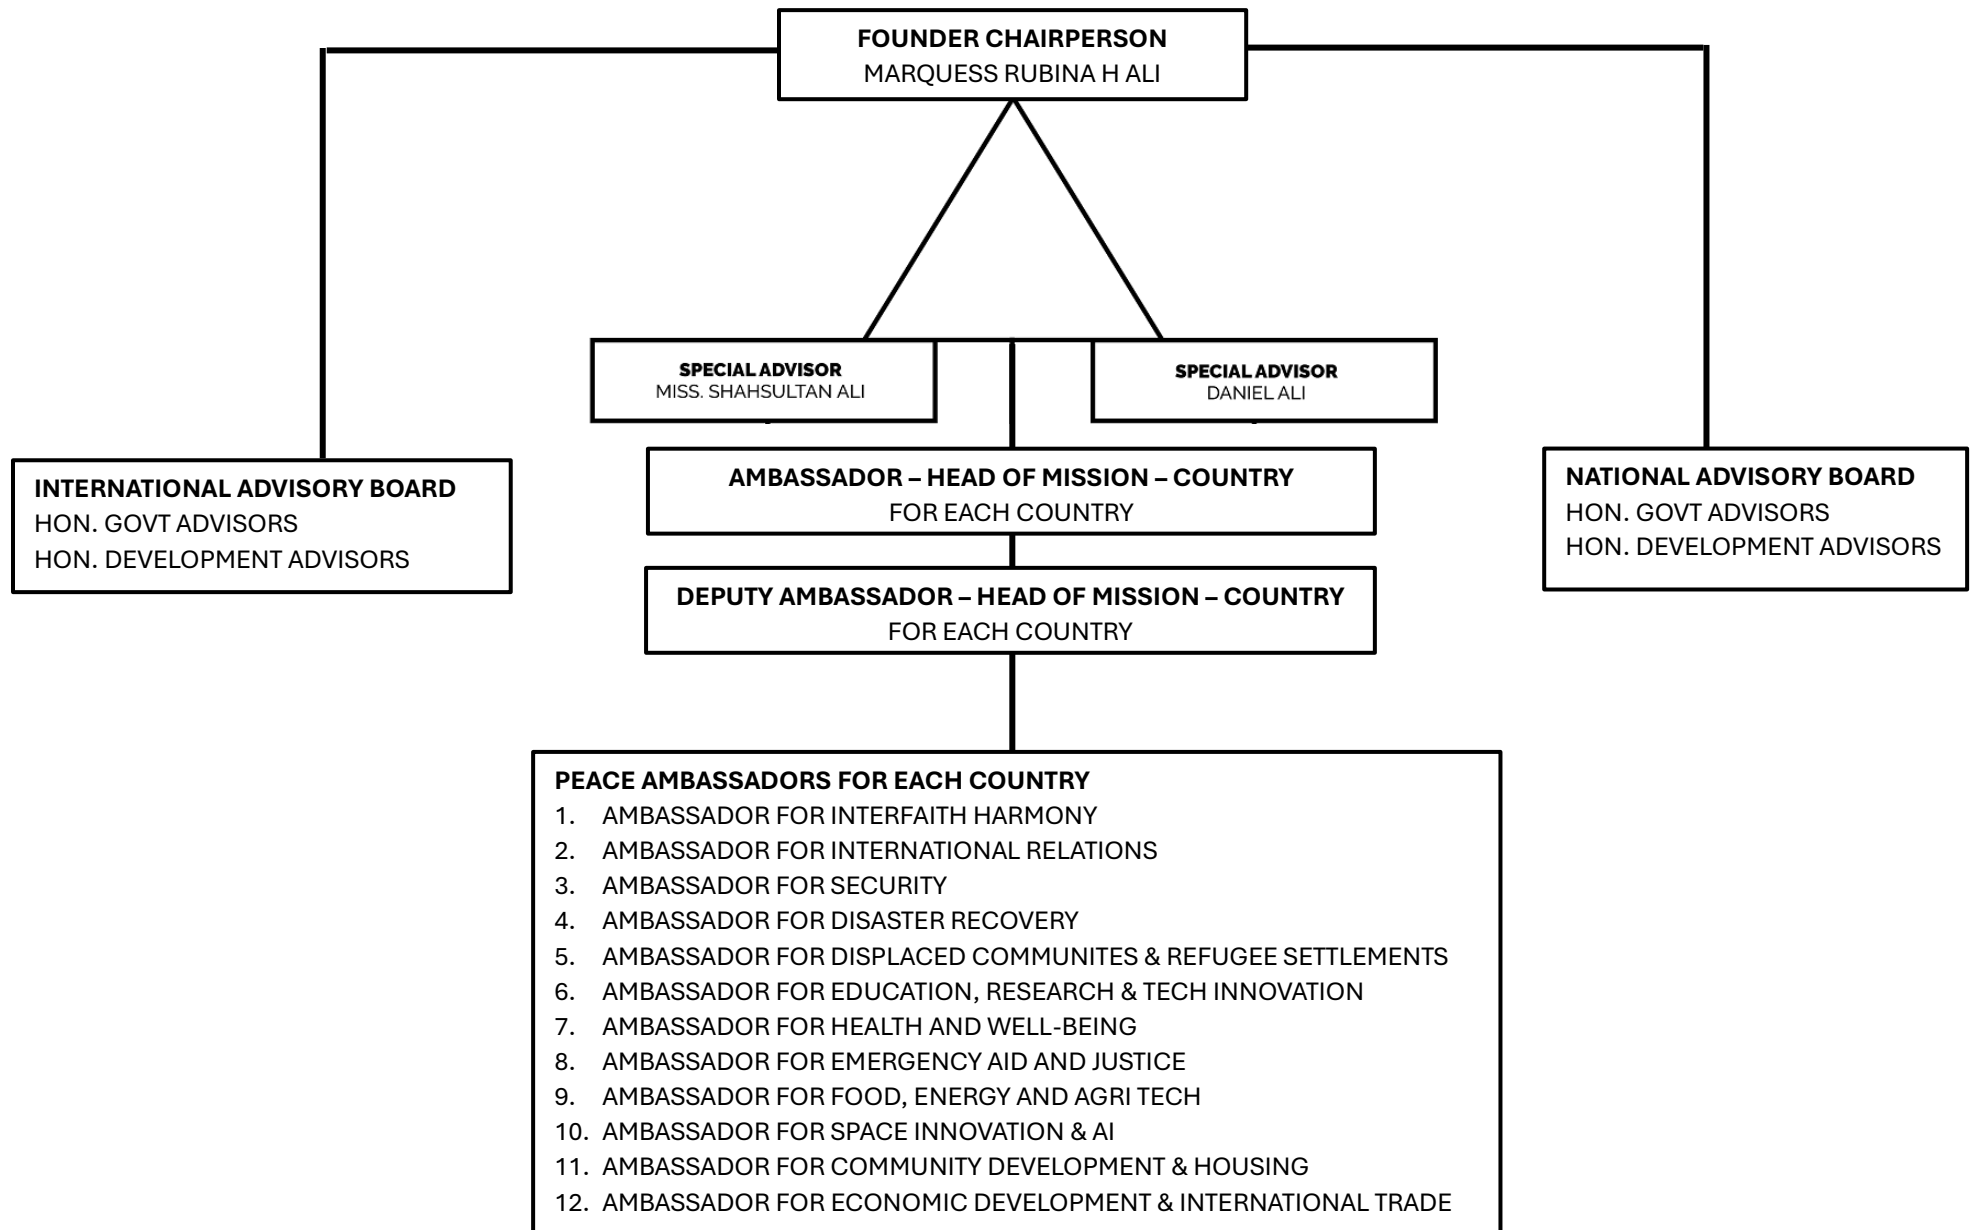 FOUNDER CHAIRPERSON
MARQUESS RUBINA H ALI
SPECIAL ADVISOR
MISS. SHAHSULTAN ALI
SPECIAL ADVISOR
DANIEL ALI
INTERNATIONAL ADVISORY BOARD
HON. GOVT ADVISORS
HON. DEVELOPMENT ADVISORS
AMBASSADOR – HEAD OF MISSION – COUNTRY
FOR EACH COUNTRY
NATIONAL ADVISORY BOARD
HON. GOVT ADVISORS
HON. DEVELOPMENT ADVISORS
DEPUTY AMBASSADOR – HEAD OF MISSION – COUNTRY
FOR EACH COUNTRY
PEACE AMBASSADORS FOR EACH COUNTRY
1. AMBASSADOR FOR INTERFAITH HARMONY
2. AMBASSADOR FOR INTERNATIONAL RELATIONS
3. AMBASSADOR FOR SECURITY
4. AMBASSADOR FOR DISASTER RECOVERY
5. AMBASSADOR FOR DISPLACED COMMUNITES & REFUGEE SETTLEMENTS
6. AMBASSADOR FOR EDUCATION, RESEARCH & TECH INNOVATION
7. AMBASSADOR FOR HEALTH AND WELL-BEING
8. AMBASSADOR FOR EMERGENCY AID AND JUSTICE
9. AMBASSADOR FOR FOOD, ENERGY AND AGRI TECH
10. AMBASSADOR FOR SPACE INNOVATION & AI
11. AMBASSADOR FOR COMMUNITY DEVELOPMENT & HOUSING
12. AMBASSADOR FOR ECONOMIC DEVELOPMENT & INTERNATIONAL TRADE